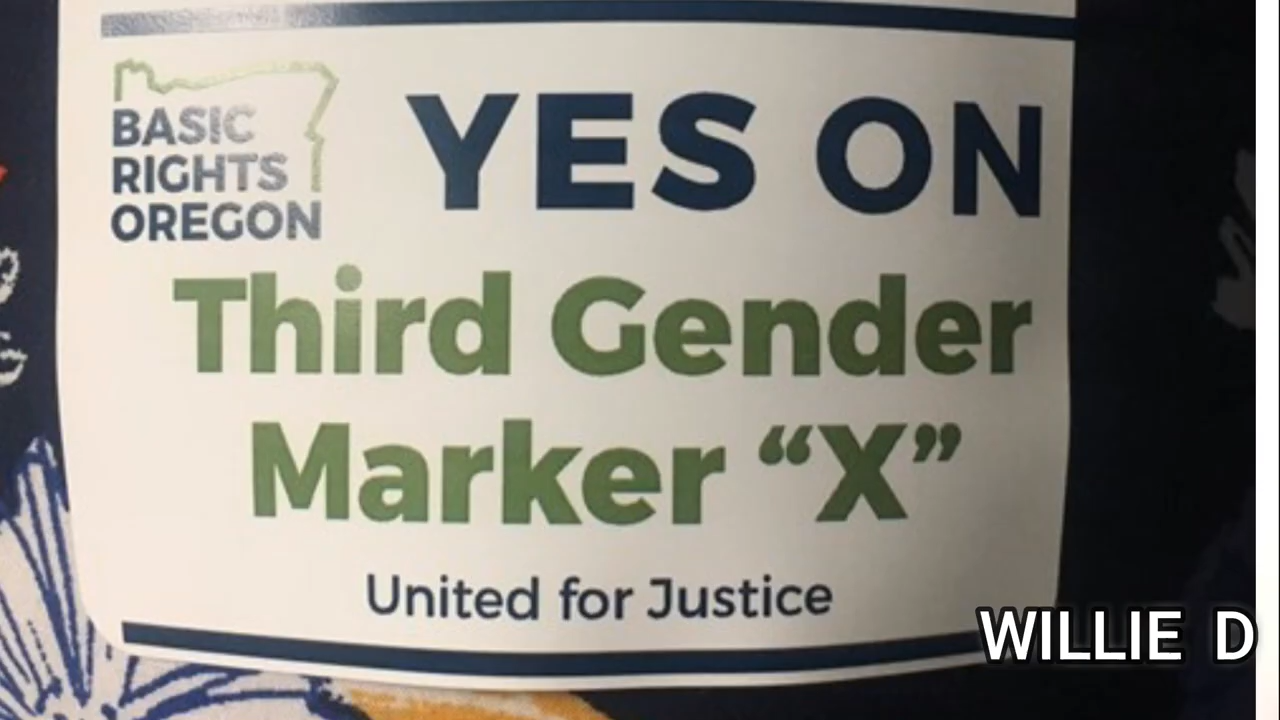 BASIC
RIGHTS
OREGON
YES ON
Third Gender
Marker “X”
United for Justice
WILLIE D